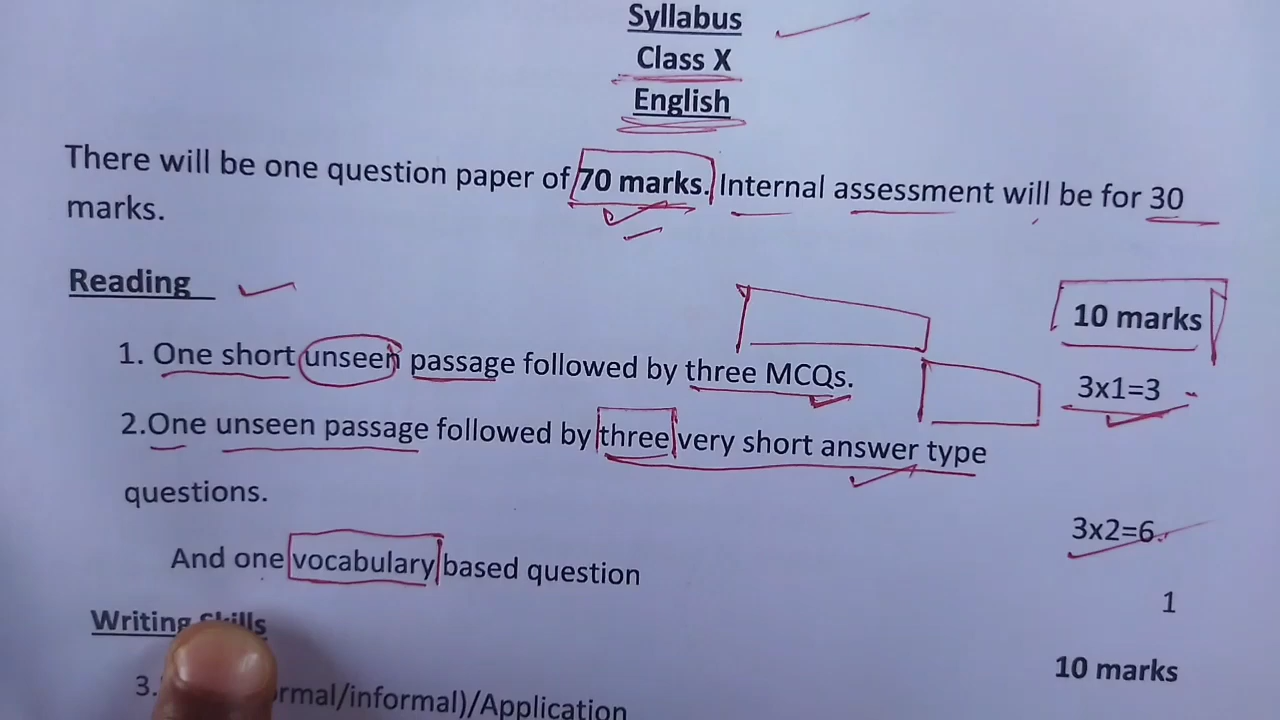 Syllabus
Class X
English
There will be one question paper of 70 marks. Internal assessment will be for 30
marks.
Reading
10 marks
1. One short unseen passage followed by three MCQs.
3x1=3
2.One unseen passage followed by three very short answer type
questions.
3x2=6.
And one vocabulary based question
1
Writing Skills
10 marks
3. /informal)/Application